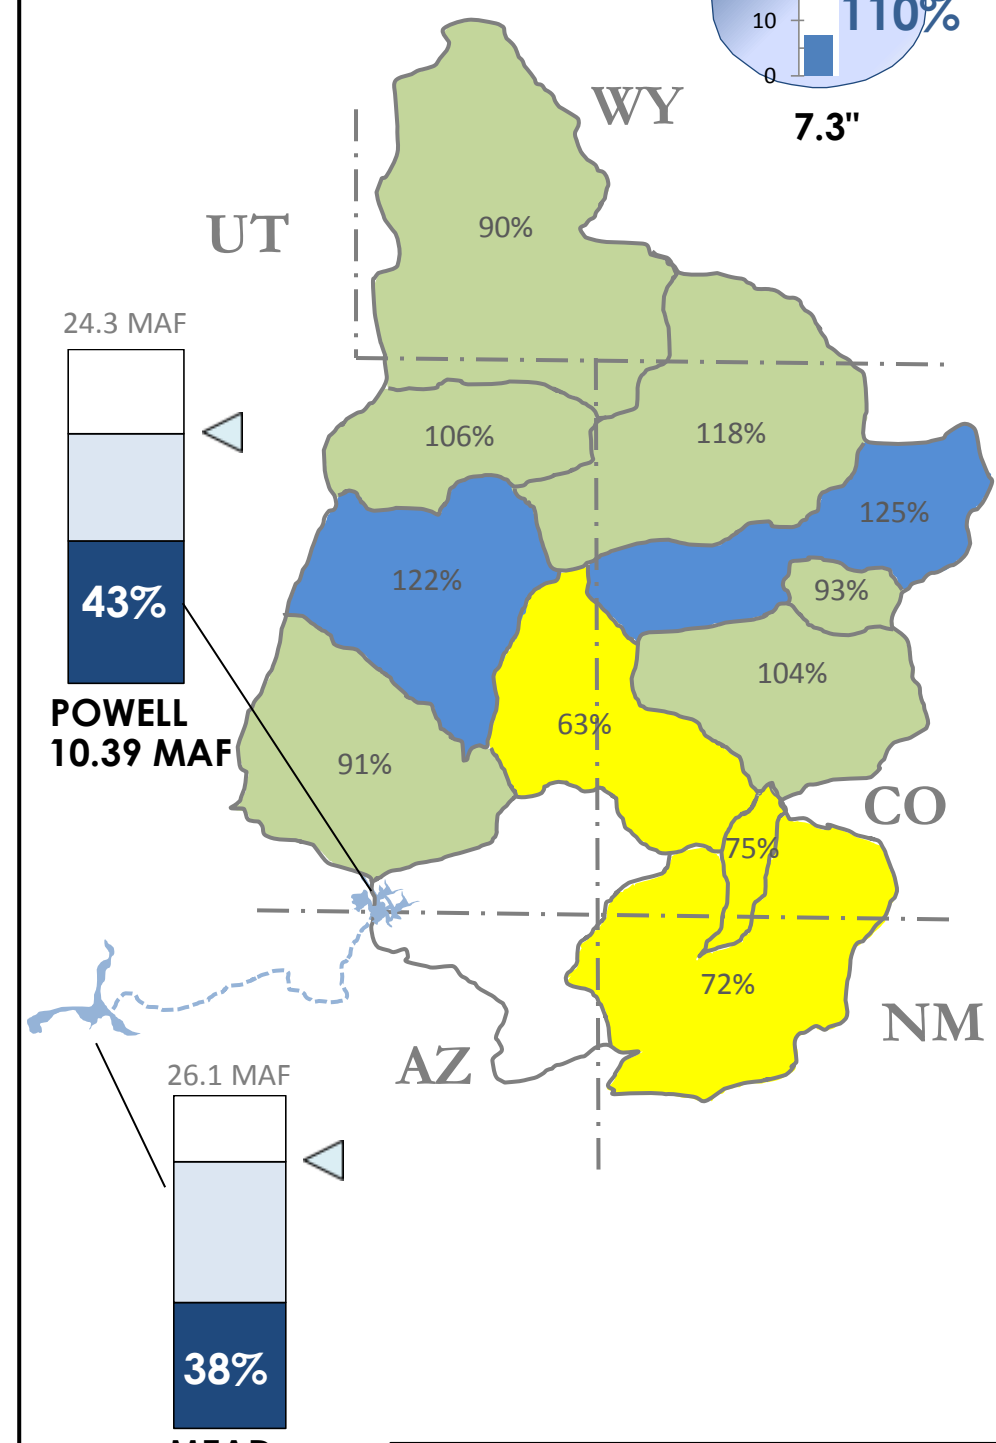 10
110%
0
7.3"
WY
UT
90%
24.3 MAF
106%
118%
125%
122%
93%
43%
104%
POWELL
10.39 MAF
63%
91%
CO
75%
72%
NM
AZ
26.1 MAF
38%
MEAD